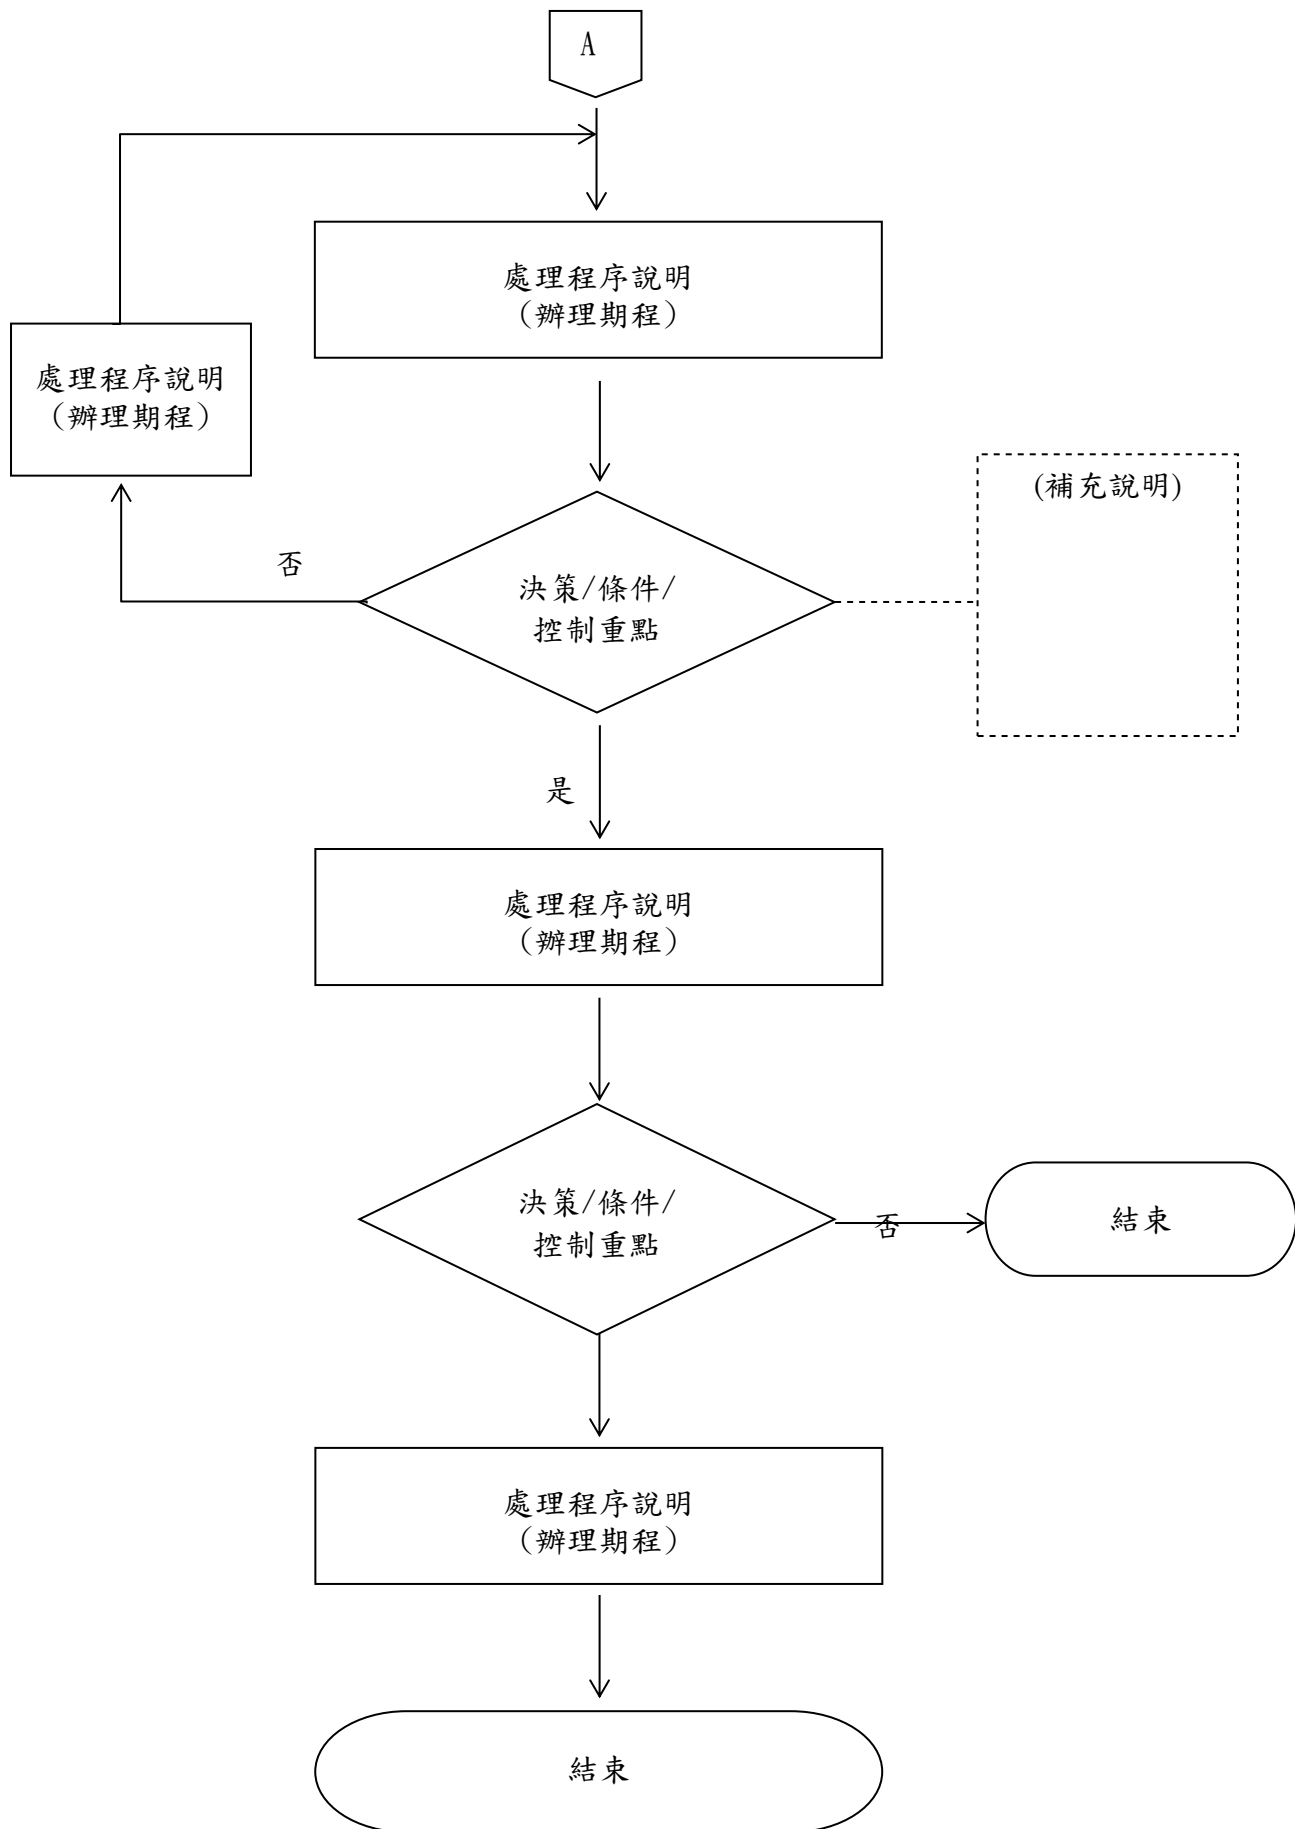 A
處理程序說明
（辦理期程）
處理程序說明
（辦理期程）
(補充說明)
否
決策/條件/
控制重點
是
處理程序說明
（辦理期程）
決策/條件/
控制重點
否
結束
處理程序說明
（辦理期程）
結束